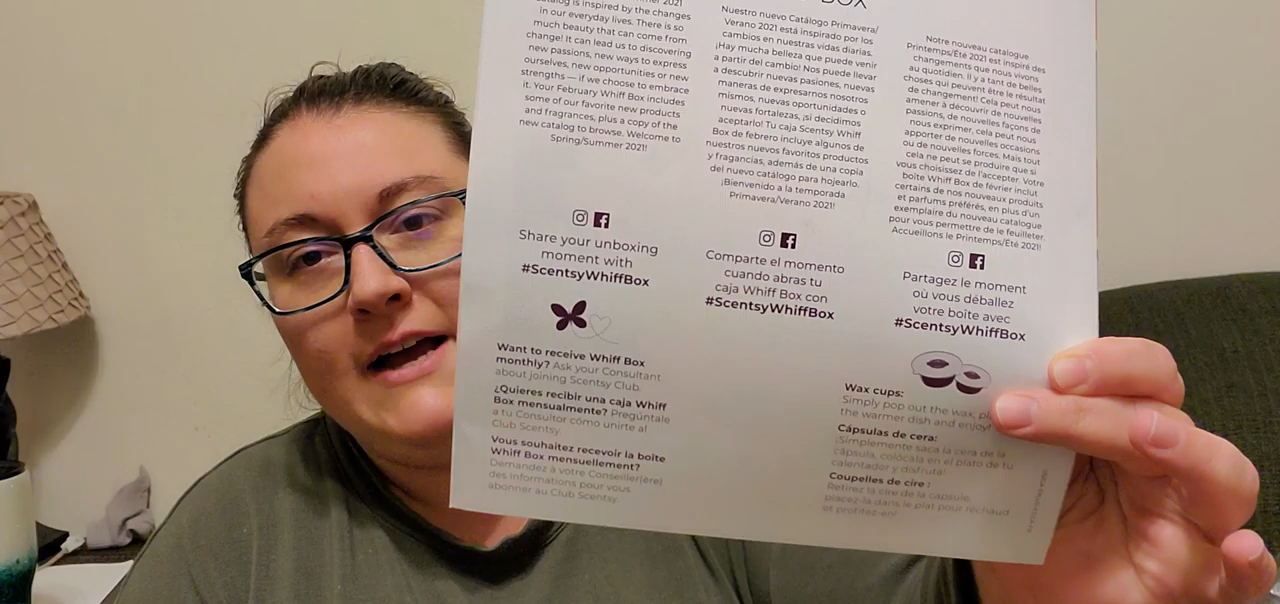 BOX
catalog is inspired by the changes
in our everyday lives. There is so
much beauty that can come from
change! It can lead us to discovering
new passions, new ways to express
ourselves, new opportunities or new
strengths — if we choose to embrace
it. Your February Whiff Box includes
some of our favorite new products
and fragrances, plus a copy of the
new catalog to browse. Welcome to
Spring/Summer 2021!
Share your unboxing
moment with
#ScentsyWhiffBox
Want to receive Whiff Box
monthly? Ask your Consultant
about joining Scentsy Club.
¿Quieres recibir una caja Whiff
Box mensualmente? Pregúntale
a tu Consultor cómo unirte al
Club Scentsy.
Vous souhaitez recevoir la boîte
Whiff Box mensuellement?
Demandez à votre Conseiller(ère)
des informations pour vous
abonner au Club Scentsy.
Nuestro nuevo Catálogo Primavera/
Verano 2021 está inspirado por los
cambios en nuestras vidas diarias.
¡Hay mucha belleza que puede venir
a partir del cambio! Nos puede llevar
a descubrir nuevas pasiones, nuevas
maneras de expresarnos nosotros
mismos, nuevas oportunidades o
nuevas fortalezas, ¡si decidimos
aceptarlo! Tu caja Scentsy Whiff
Box de febrero incluye algunos de
nuestros nuevos favoritos productos
y fragancias, además de una copia
del nuevo catálogo para hojearlo.
¡Bienvenido a la temporada
Primavera/Verano 2021!
Comparte el momento
cuando abras tu
caja Whiff Box con
#ScentsyWhiffBox
Notre nouveau catalogue
Printemps/Été 2021 est inspiré des
changements que nous vivons
au quotidien. Il y a tant de belles
choses qui peuvent être le résultat
de changement! Cela peut nous
amener à découvrir de nouvelles
passions, de nouvelles façons de
nous exprimer, cela peut nous
apporter de nouvelles occasions
ou de nouvelles forces. Mais tout
cela ne peut se produire que si
vous choisissez de l'accepter. Votre
boîte Whiff Box de février inclut
certains de nos nouveaux produits
et parfums préférés, en plus d'un
exemplaire du nouveau catalogue
pour vous permettre de le feuilleter.
Accueillons le Printemps/Été 2021!
Partagez le moment
où vous déballez
votre boîte avec
#ScentsyWhiffBox
Wax cups:
Simply pop out the wax,
the warmer dish and enjoy!
Cápsulas de cera:
¡Simplemente saca la cera de la
cápsula, colócala en el plato de tu
calentador y disfruta!
Coupelles de cire :
Retirez la cire de la capsule,
placez-la dans le plat pour réchaud
et profitez-en!